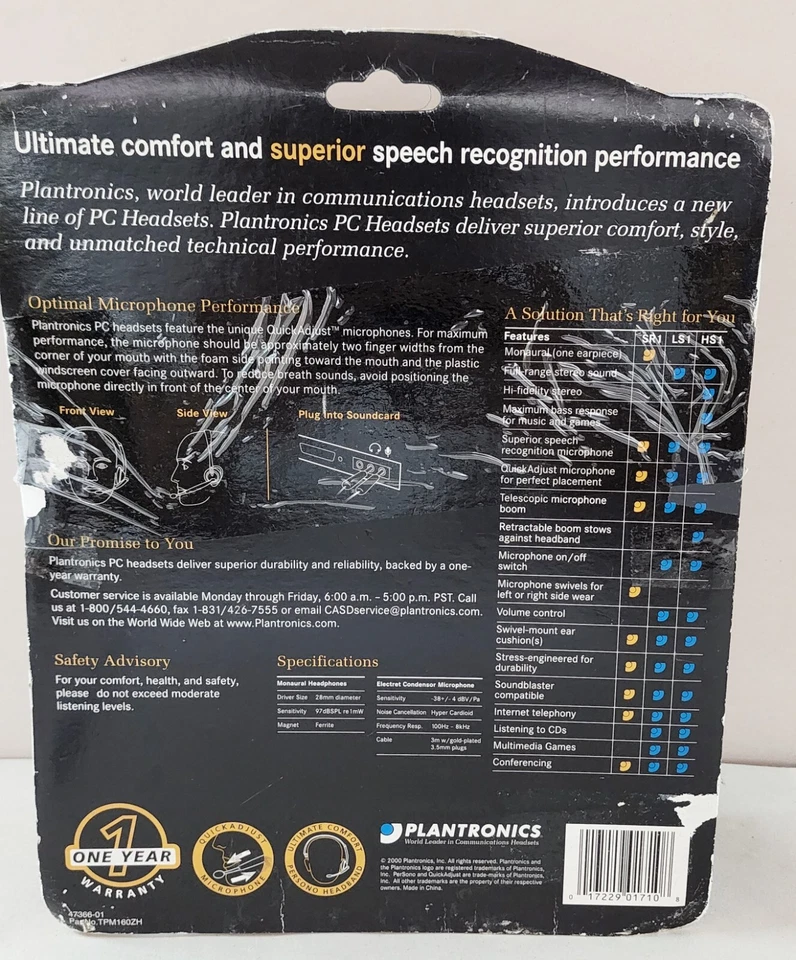 Ultimate comfort and superior speech recognition performance
Plantronics, world leader in communications headsets, introduces a new
line of PC Headsets. Plantronics PC Headsets deliver superior comfort, style,
and unmatched technical performance.
Optimal Microphone Performance
Plantronics PC headsets feature the unique QuickAdjust™ microphones. For maximum
performance, the microphone should be approximately two finger widths from the
corner of your mouth with the foam side pointing toward the mouth and the plastic
windscreen cover facing outward. To reduce breath sounds, avoid positioning the
microphone directly in front of the center of your mouth.
Front View Side View Plug Into Soundcard
Our Promise to You
Plantronics PC headsets deliver superior durability and reliability, backed by a one-
year warranty.
Customer service is available Monday through Friday, 6:00 a.m. – 5:00 p.m. PST. Call
us at 1-800/544-4660, fax 1-831/426-7555 or email CASDservice@plantronics.com.
Visit us on the World Wide Web at www.Plantronics.com.
Safety Advisory
For your comfort, health, and safety,
please do not exceed moderate
listening levels.
Specifications
Monaural Headphones
Driver Size 28mm diameter
Sensitivity 97dBSPL re 1mW
Magnet Ferrite
Electret Condensor Microphone
Sensitivity -38+/- 4 dBV/Pa
Noise Cancellation Hyper Cardioid
Frequency Resp. 100Hz - 8kHz
Cable 3m w/gold-plated
3.5mm plugs
A Solution That's Right for You
Features SR1 LS1 HS1
Monaural (one earpiece)
Full-range stereo sound
Hi-fidelity stereo
Maximum bass response
for music and games
Superior speech
recognition microphone
QuickAdjust microphone
for perfect placement
Telescopic microphone
boom
Retractable boom stows
against headband
Microphone on/off
switch
Microphone swivels for
left or right side wear
Volume control
Swivel-mount ear
cushion(s)
Stress-engineered for
durability
Soundblaster
compatible
Internet telephony
Listening to CDs
Multimedia Games
Conferencing
1
ONE YEAR
WARRANTY
QUICKADJUST
MICROPHONE
ULTIMATE COMFORT
PERSONO HEADBAND
PLANTRONICS
World Leader in Communications Headsets
© 2000 Plantronics, Inc. All rights reserved. Plantronics and
the Plantronics logo are registered trademarks of Plantronics,
Inc. PerSono and QuickAdjust are trade-marks of Plantronics,
Inc. All other trademarks are the property of their respective
owners. Made in China.
0 17229 01710 8
47366-01
Part No. TPM160ZH